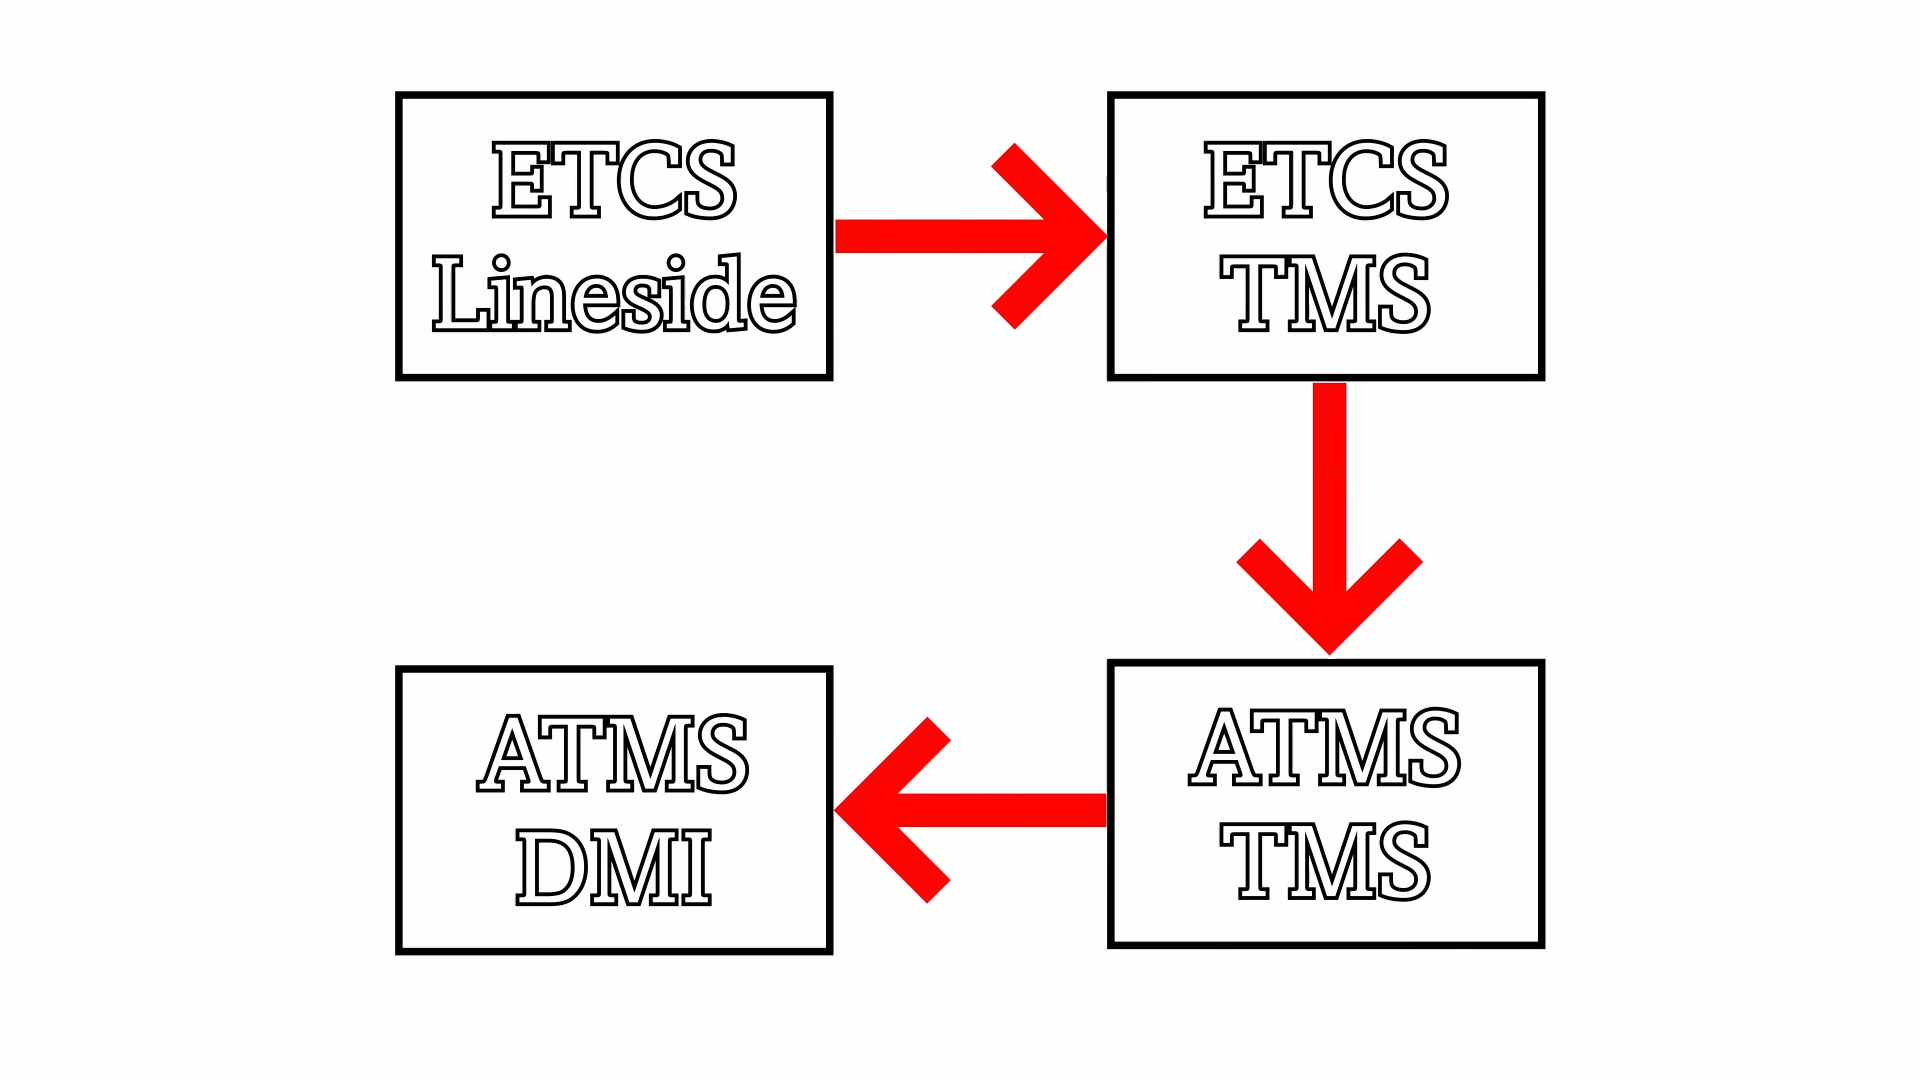 ETCS
Lineside
ETCS
TMS
ATMS
DMI
ATMS
TMS